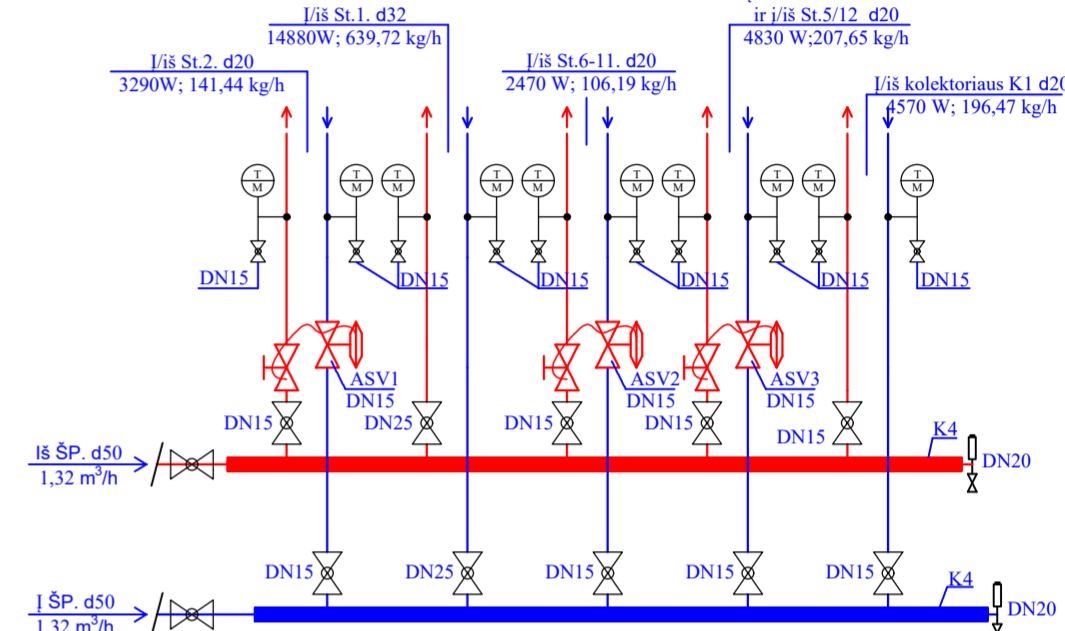 Į/iš St.1. d32
14880W; 639,72 kg/h
ir į/iš St.5/12 d20
4830 W;207,65 kg/h
Į/iš St.2. d20
3290W; 141,44 kg/h
Į/iš St.6-11. d20
2470 W; 106,19 kg/h
Į/iš kolektoriaus K1 d20
4570 W; 196,47 kg/h
T
M
T
M
T
M
T
M
T
M
T
M
T
M
T
M
T
M
T
M
DN15
DN15
DN15
DN15
DN15
DN15
ASV1
DN15
ASV2
DN15
ASV3
DN15
DN15
DN25
DN15
DN15
DN15
Iš ŠP. d50
1,32 m³/h
K4
DN20
DN15
DN25
DN15
DN15
DN15
Į ŠP. d50
1,32 m³/h
K4
DN20